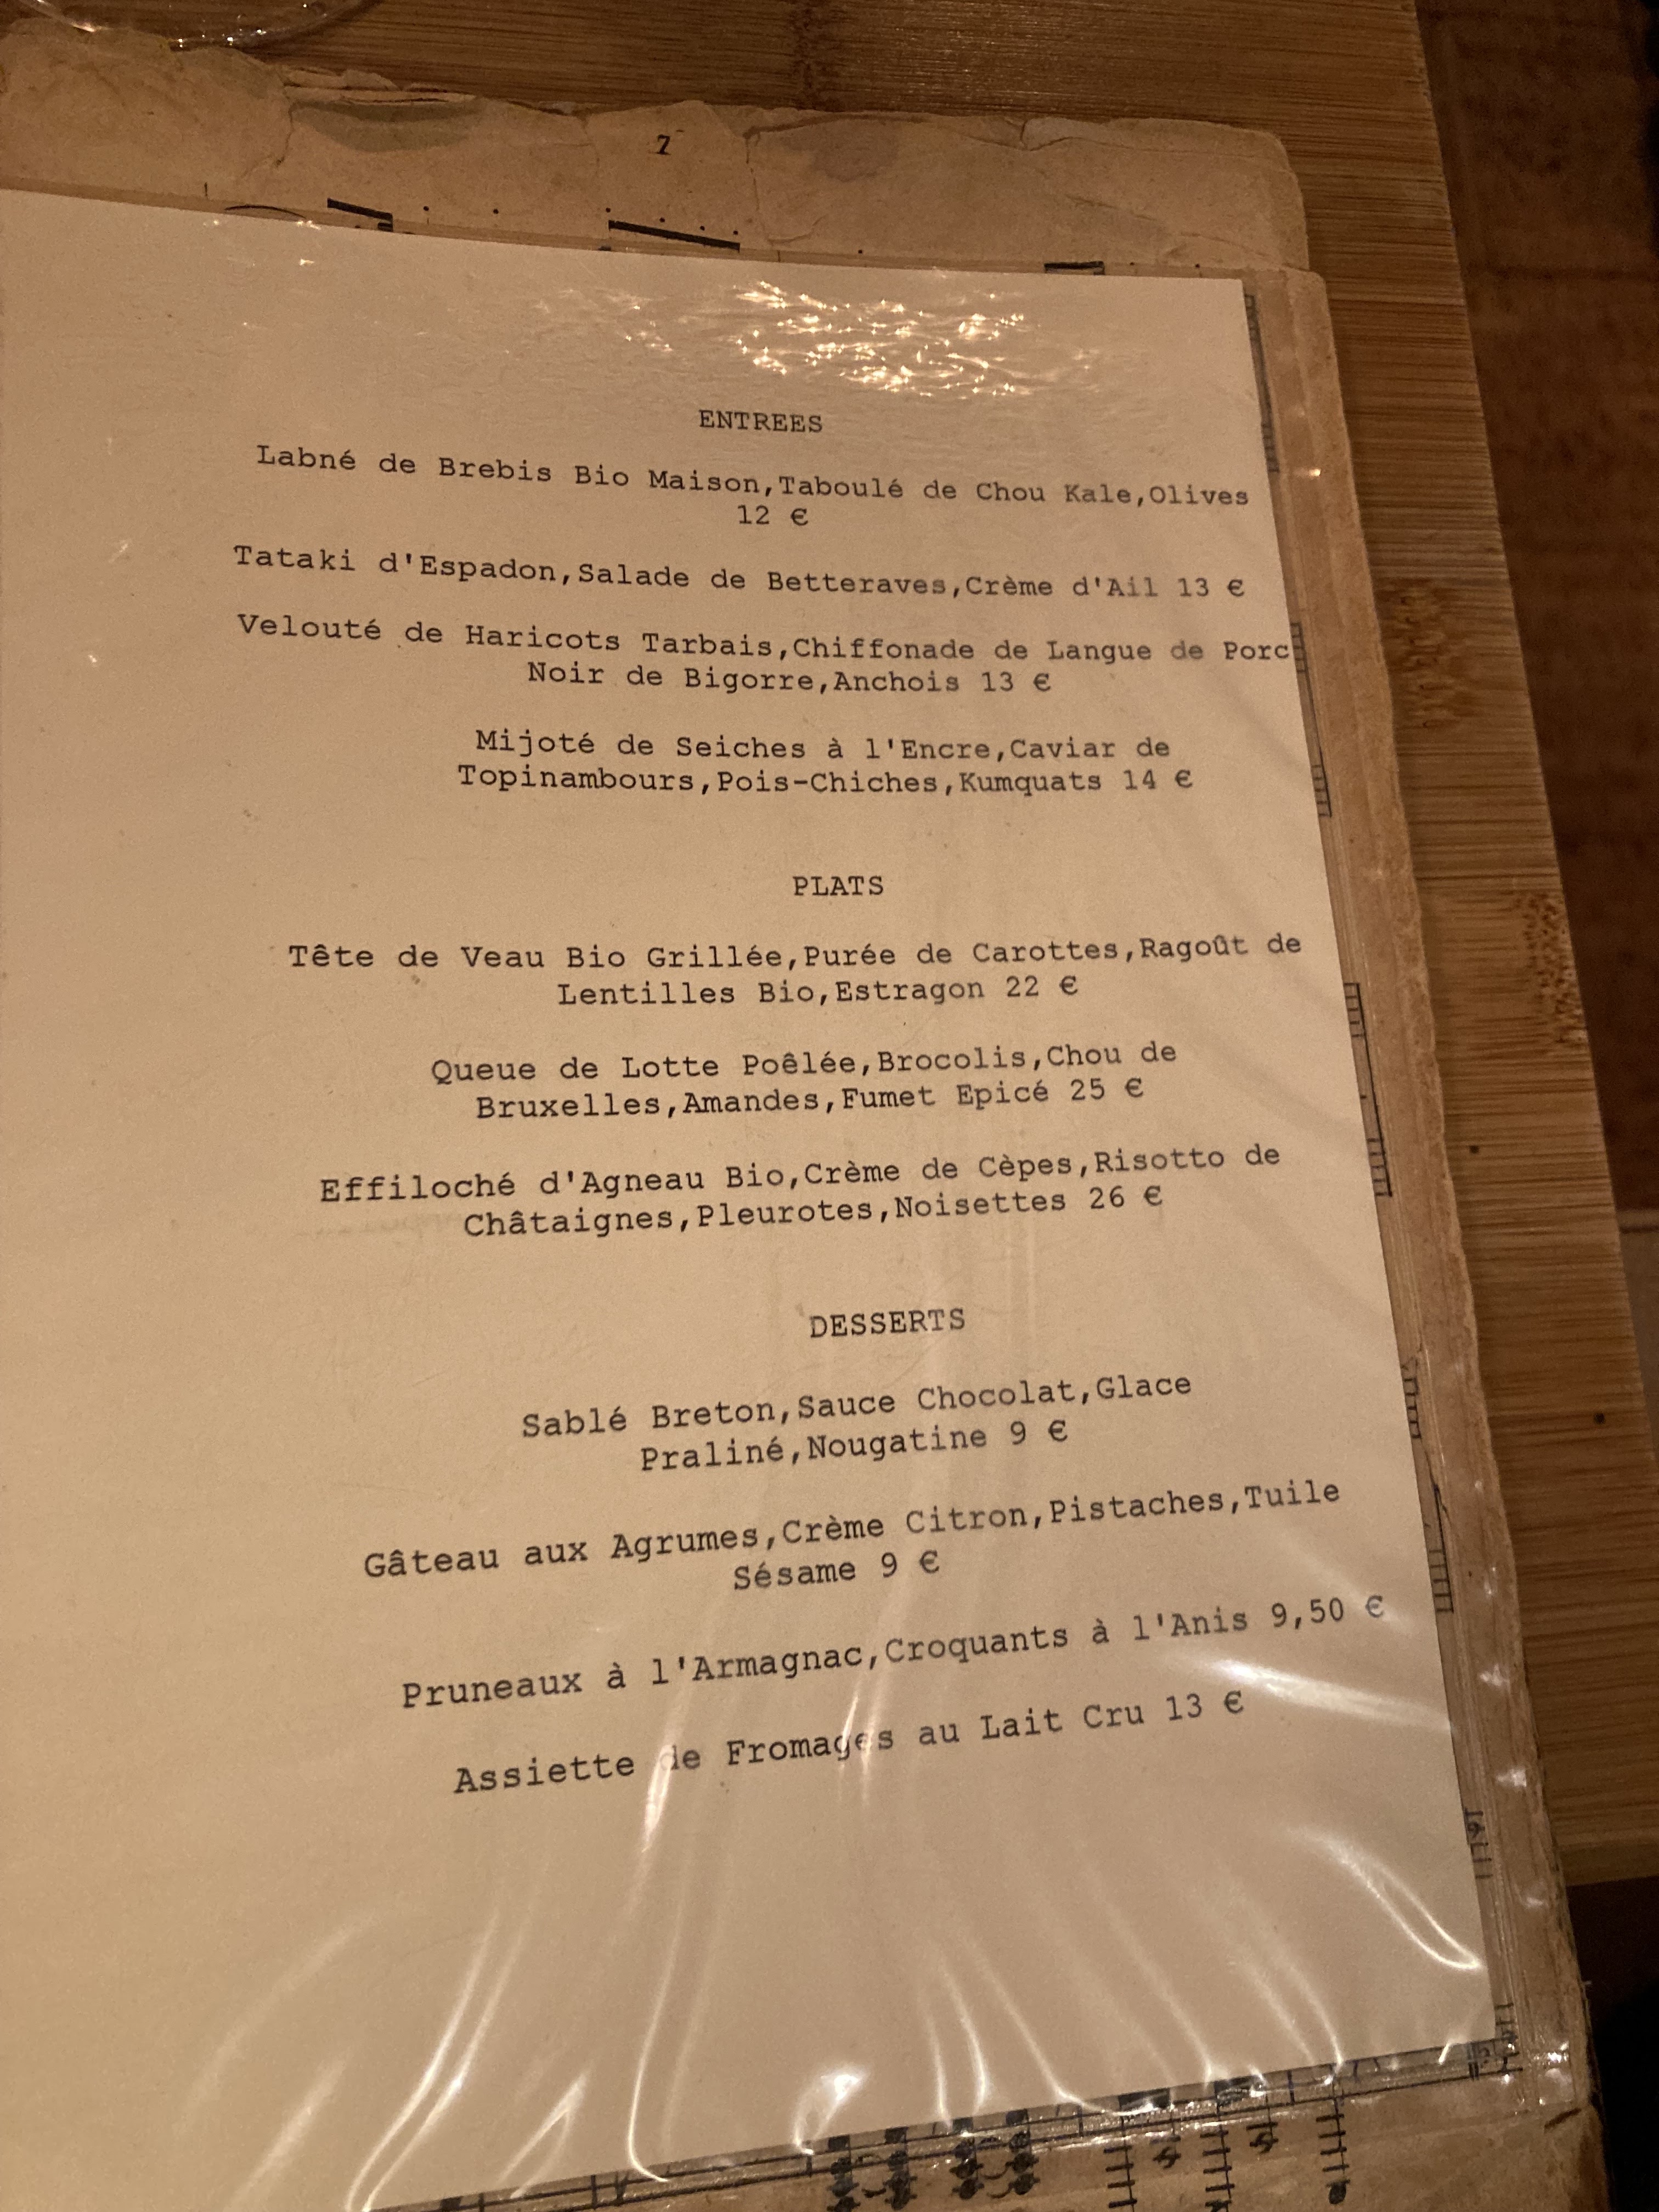 7
ENTREES
Labné de Brebis Bio Maison,Taboulé de Chou Kale,Olives
12 €
Tataki d'Espadon,Salade de Betteraves,Crème d'Ail 13 €
Velouté de Haricots Tarbais,Chiffonade de Langue de Porc
Noir de Bigorre,Anchois 13 €
Mijoté de Seiches à l'Encre,Caviar de
Topinambours,Pois-Chiches,Kumquats 14 €
PLATS
Tête de Veau Bio Grillée,Purée de Carottes,Ragoût de
Lentilles Bio,Estragon 22 €
Queue de Lotte Poêlée,Brocolis,Chou de
Bruxelles,Amandes,Fumet Epicé 25 €
Effiloché d'Agneau Bio,Crème de Cèpes,Risotto de
Châtaignes,Pleurotes,Noisettes 26 €
DESSERTS
Sablé Breton,Sauce Chocolat,Glace
Praliné,Nougatine 9 €
Gâteau aux Agrumes,Crème Citron,Pistaches,Tuile
Sésame 9 €
Pruneaux à l'Armagnac,Croquants à l'Anis 9,50 €
Assiette de Fromages au Lait Cru 13 €